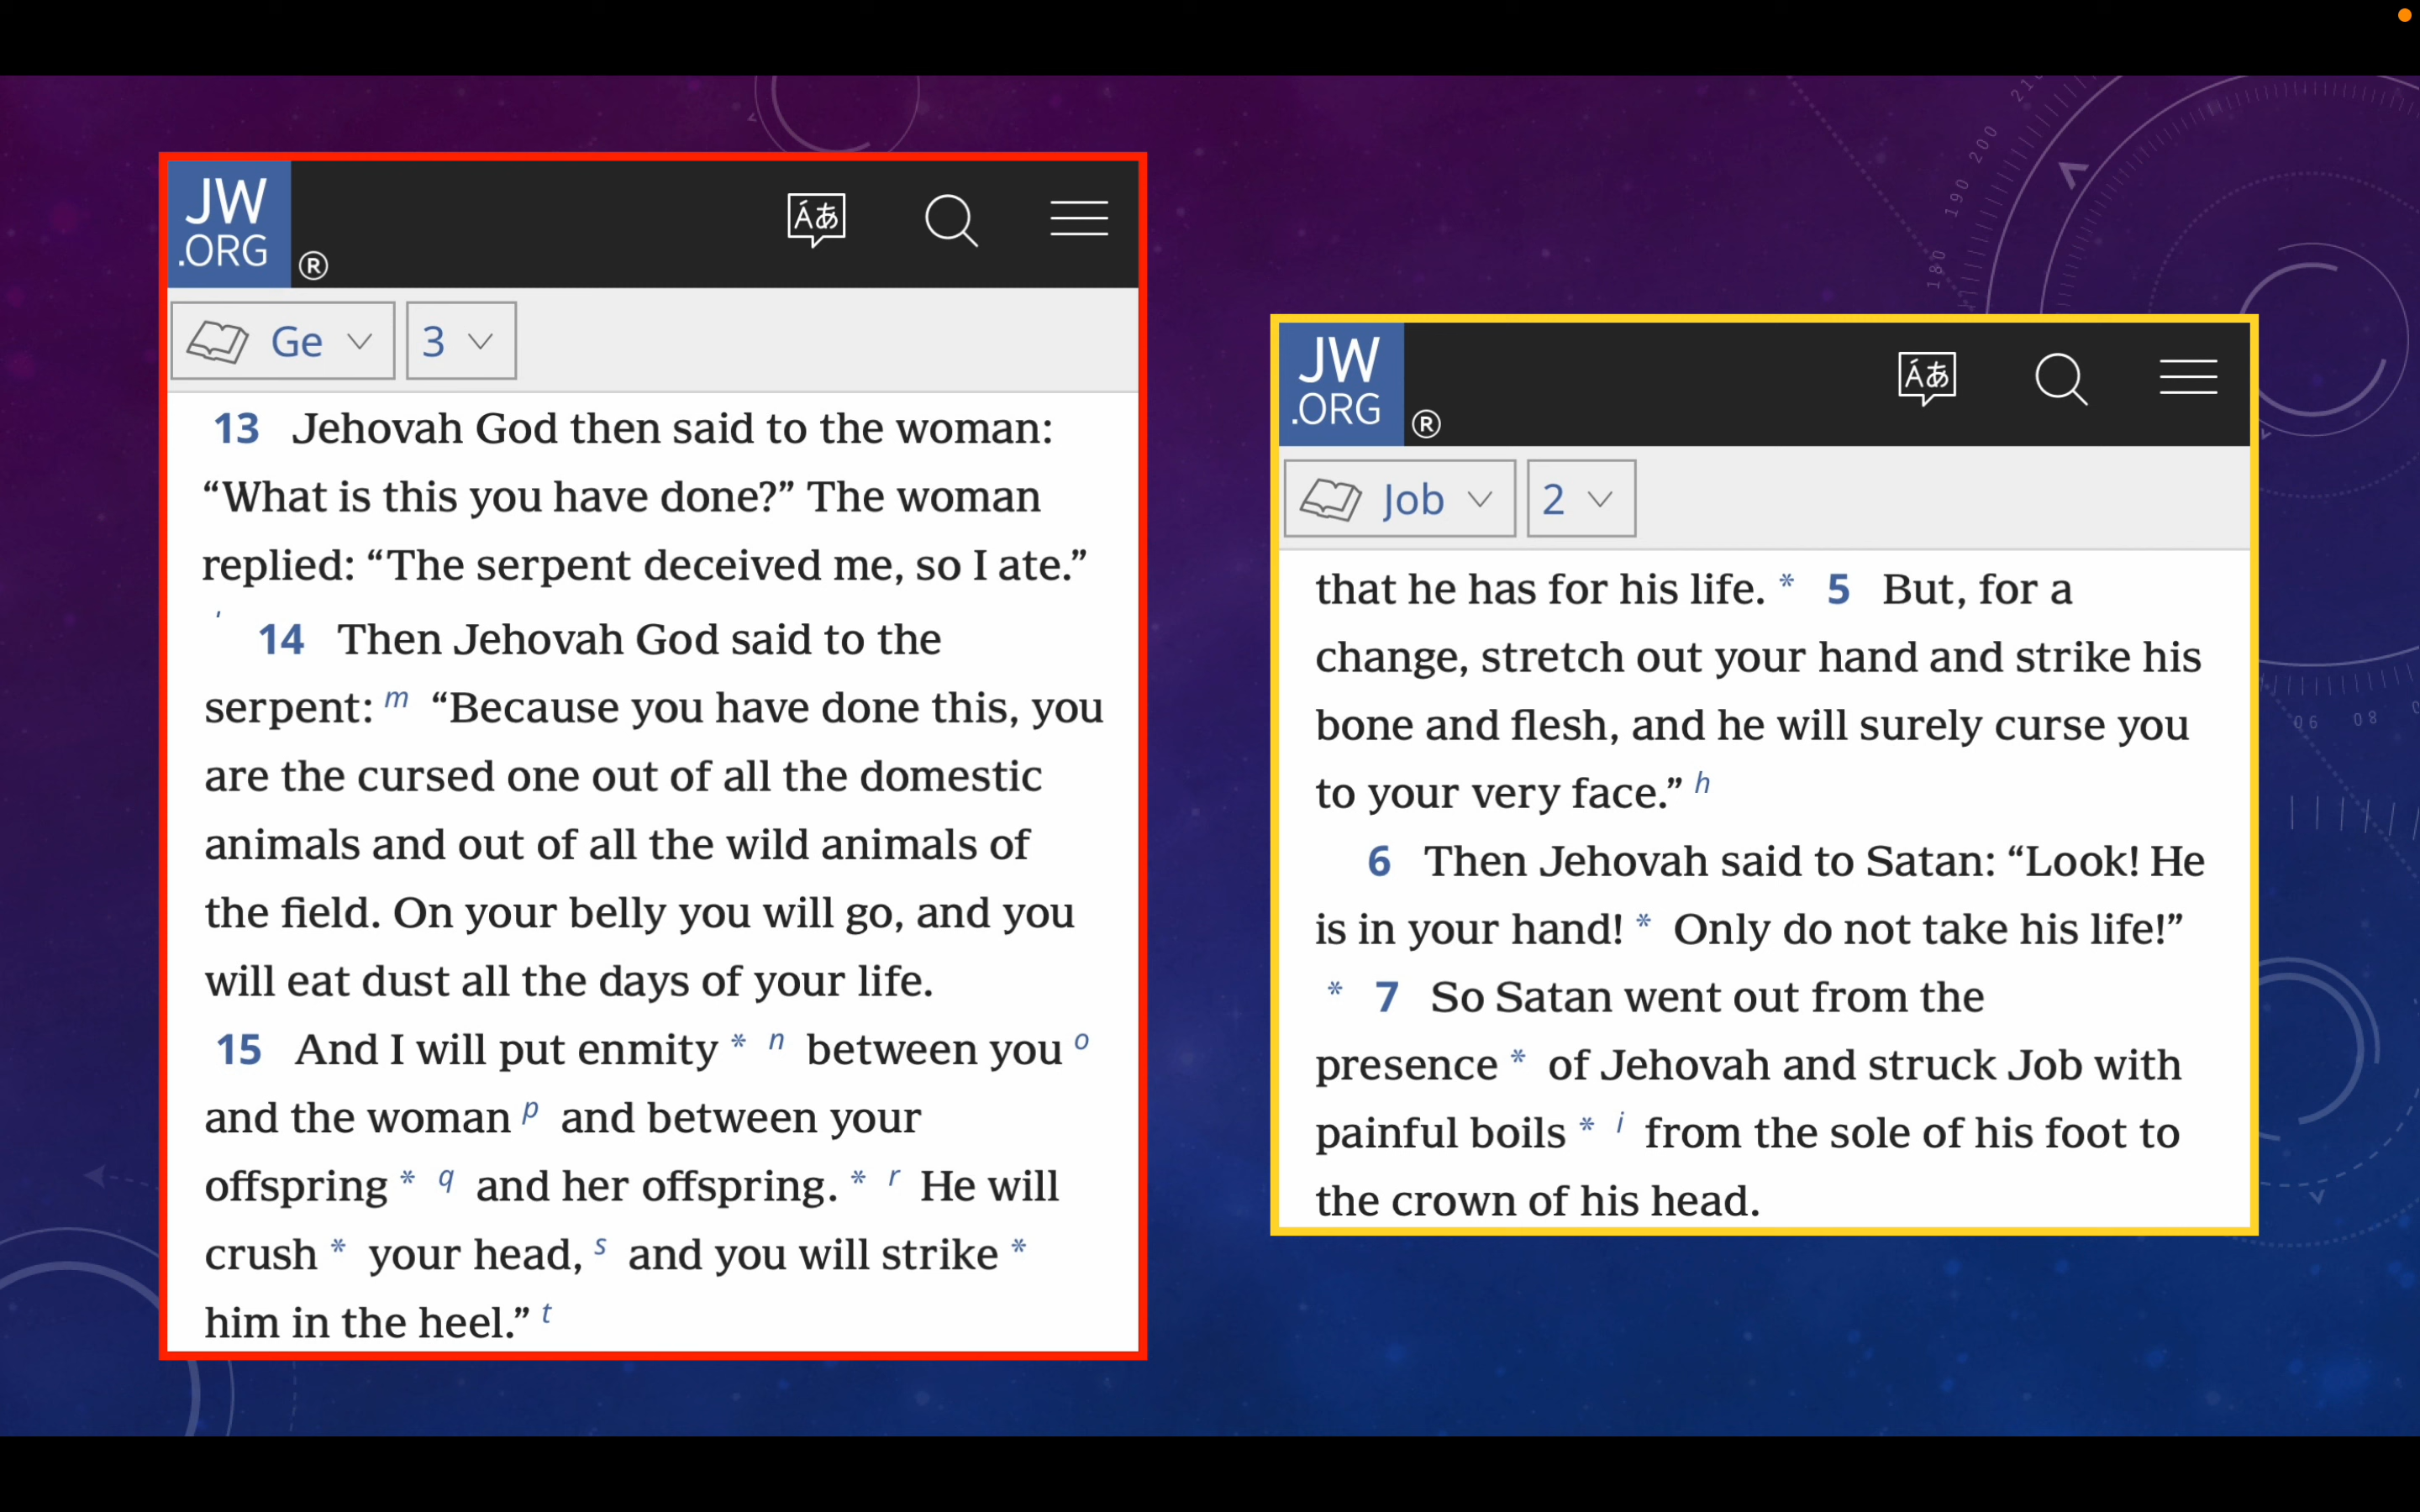 JW
.ORG
®
Áあ
Ge
3
13 Jehovah God then said to the woman:
“What is this you have done?” The woman
replied: “The serpent deceived me, so I ate.”
14 Then Jehovah God said to the
serpent: m “Because you have done this, you
are the cursed one out of all the domestic
animals and out of all the wild animals of
the field. On your belly you will go, and you
will eat dust all the days of your life.
15 And I will put enmity * n between you o
and the woman p and between your
offspring * q and her offspring. * r He will
crush * your head, s and you will strike *
him in the heel.” t
JW
.ORG
®
Áあ
Job
2
that he has for his life. * 5 But, for a
change, stretch out your hand and strike his
bone and flesh, and he will surely curse you
to your very face.” h
6 Then Jehovah said to Satan: “Look! He
is in your hand! * Only do not take his life!”
* 7 So Satan went out from the
presence * of Jehovah and struck Job with
painful boils * i from the sole of his foot to
the crown of his head.
180 190 200